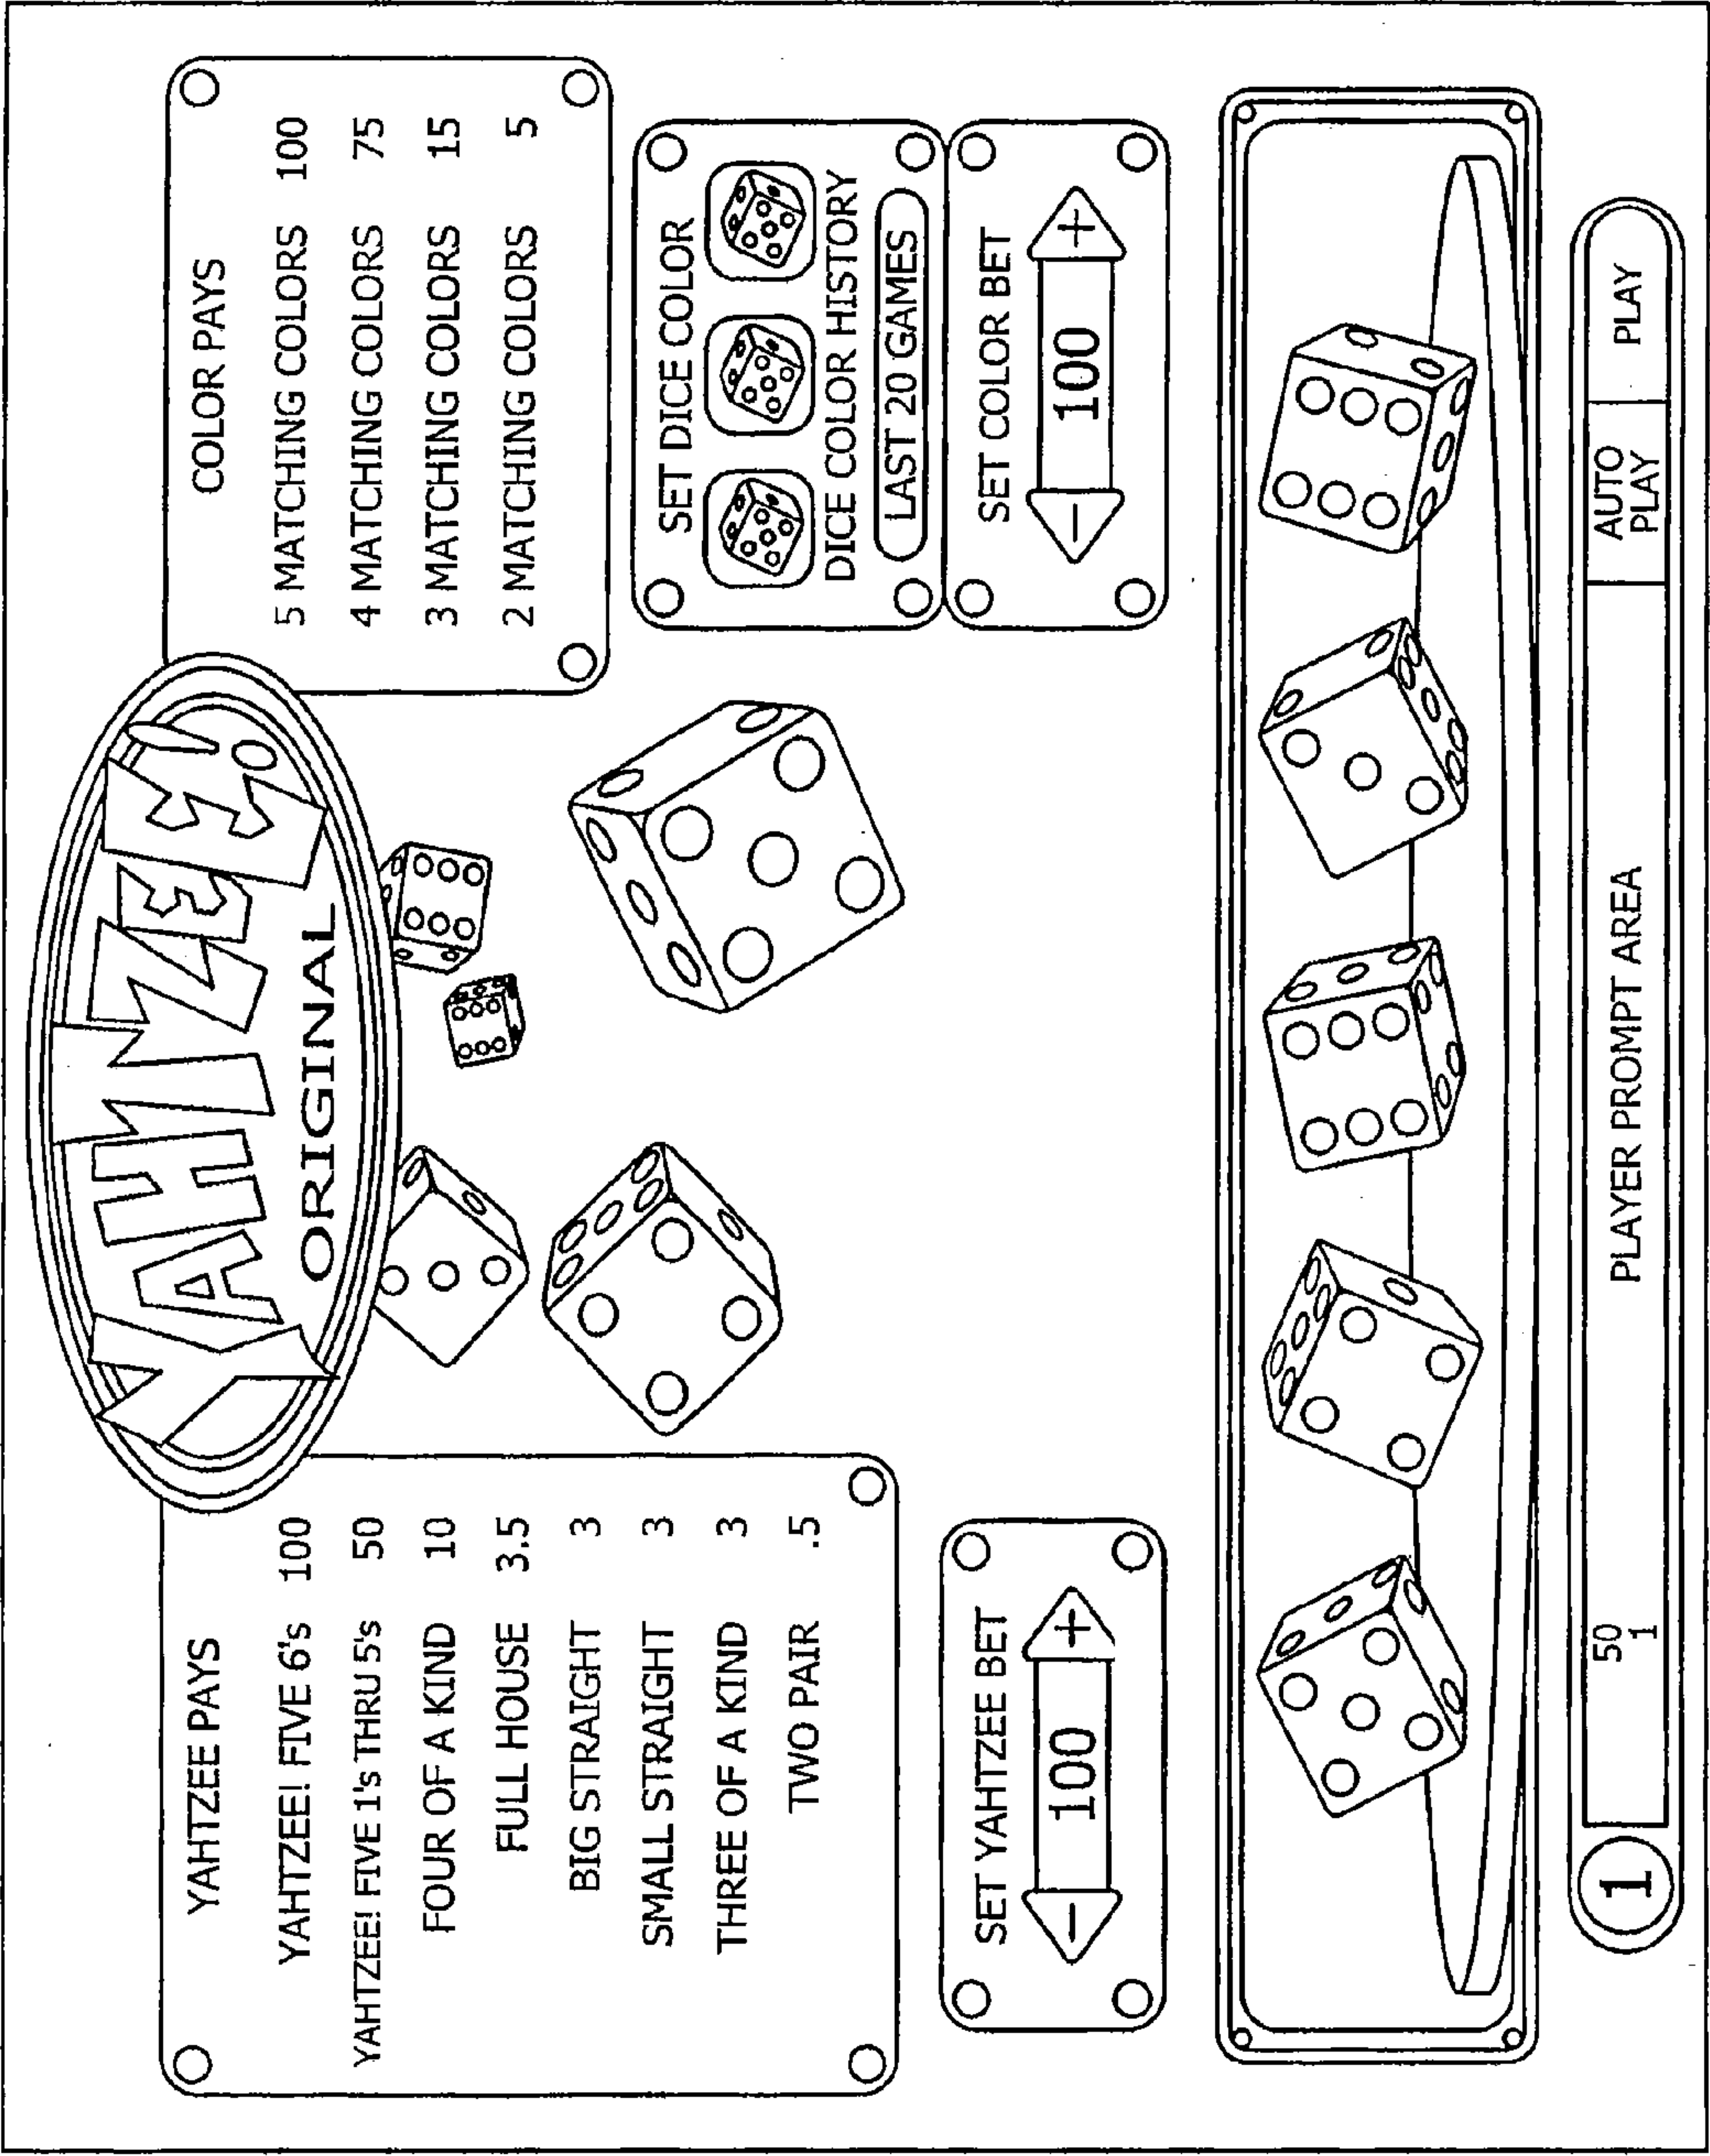 YAHTZEE!
ORIGINAL
YAHTZEE PAYS
YAHTZEE! FIVE 6's 100
YAHTZEE! FIVE 1's THRU 5's 50
FOUR OF A KIND 10
FULL HOUSE 3.5
BIG STRAIGHT 3
SMALL STRAIGHT 3
THREE OF A KIND 3
TWO PAIR .5
COLOR PAYS
5 MATCHING COLORS 100
4 MATCHING COLORS 75
3 MATCHING COLORS 15
2 MATCHING COLORS 5
SET DICE COLOR
DICE COLOR HISTORY
LAST 20 GAMES
SET YAHTZEE BET
- 100 +
SET COLOR BET
- 100 +
1
50
1
PLAYER PROMPT AREA
AUTO
PLAY
PLAY